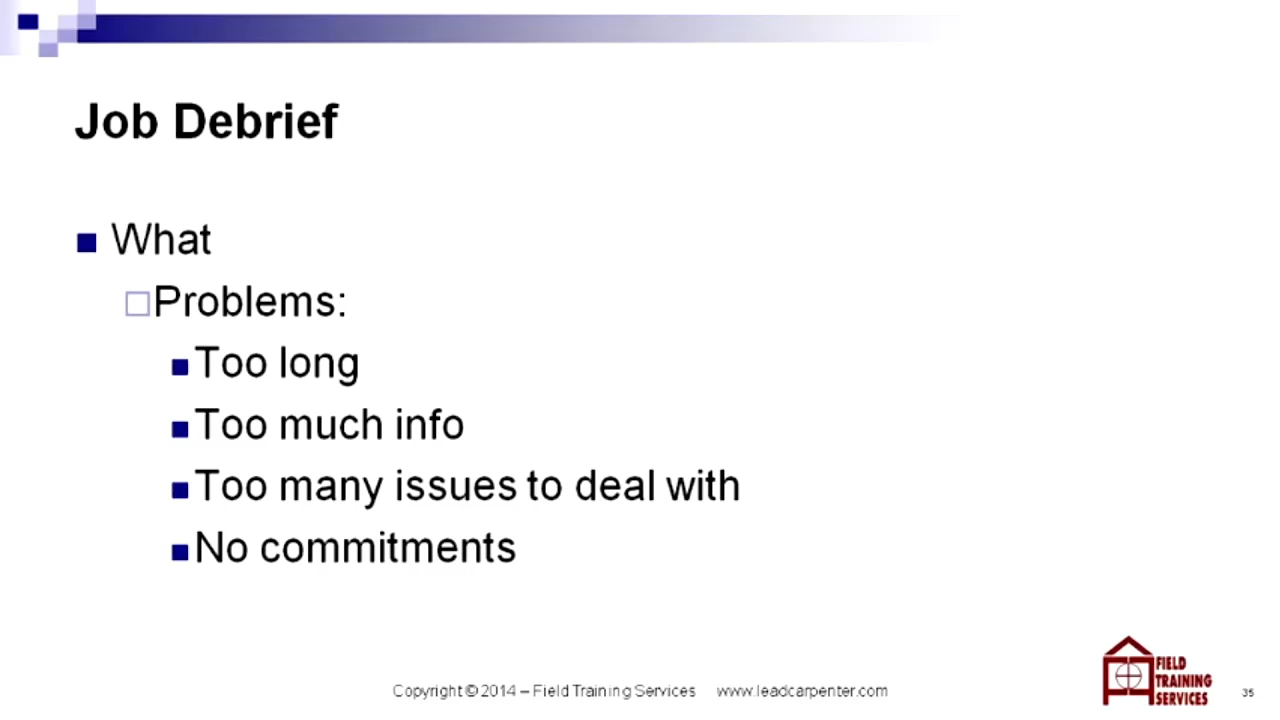 Job Debrief
What
Problems:
Too long
Too much info
Too many issues to deal with
No commitments
Copyright © 2014 – Field Training Services www.leadcarpenter.com
FIELD
TRAINING
SERVICES
35